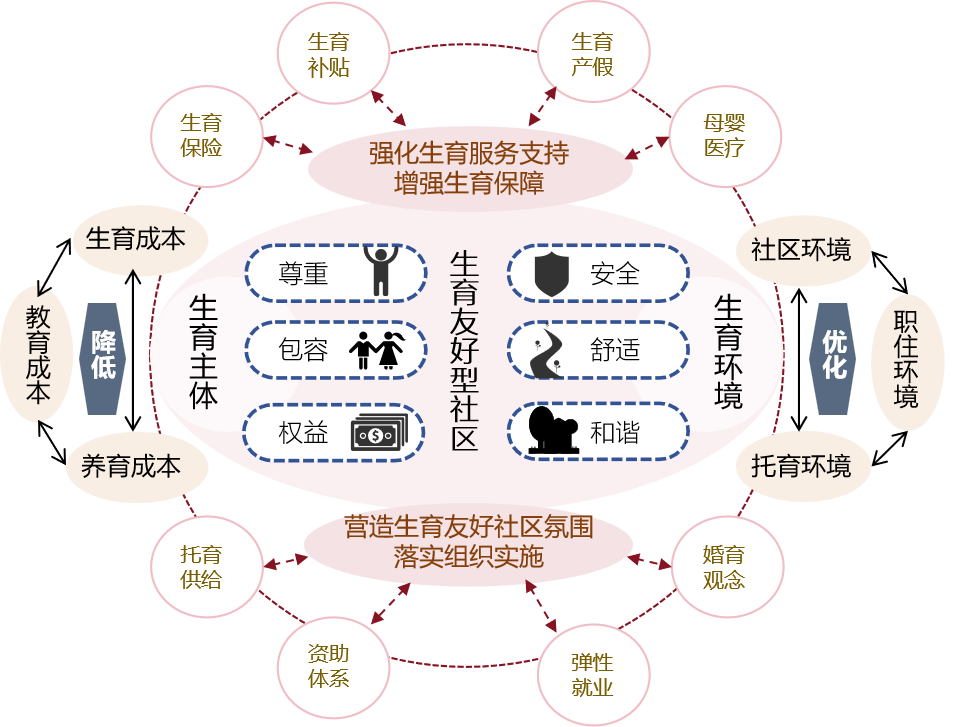 生育
补贴
生育
产假
生育
保险
母婴
医疗
强化生育服务支持
增强生育保障
生育成本
教育成本
养育成本
降低
生育主体
尊重
包容
权益
生育友好型社区
安全
舒适
和谐
生育环境
优化
社区环境
职住环境
托育环境
营造生育友好社区氛围
落实组织实施
托育
供给
婚育
观念
资助
体系
弹性
就业